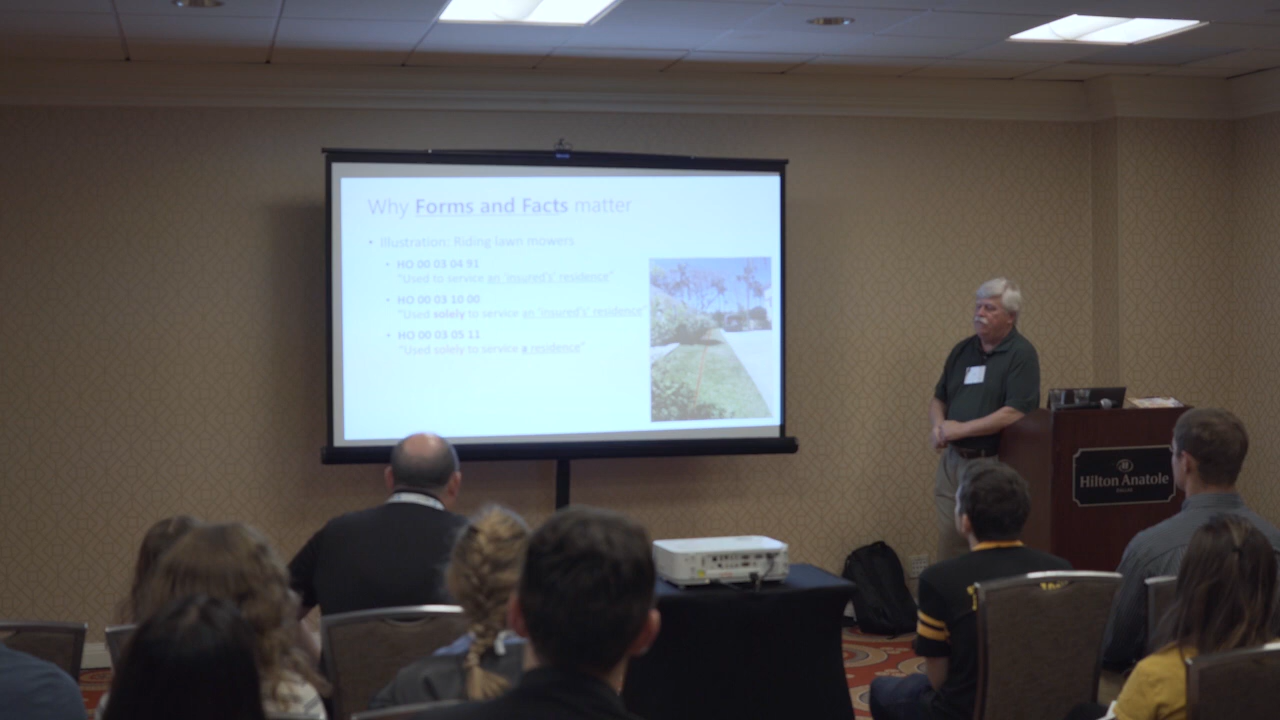 Why Forms and Facts matter
• Illustration: Riding lawn mowers
• HO 00 03 04 91
"Used to service an 'insured's' residence"
• HO 00 03 10 00
"Used solely to service an 'insured's' residence"
• HO 00 03 05 11
"Used solely to service a residence"
Hilton Anatole